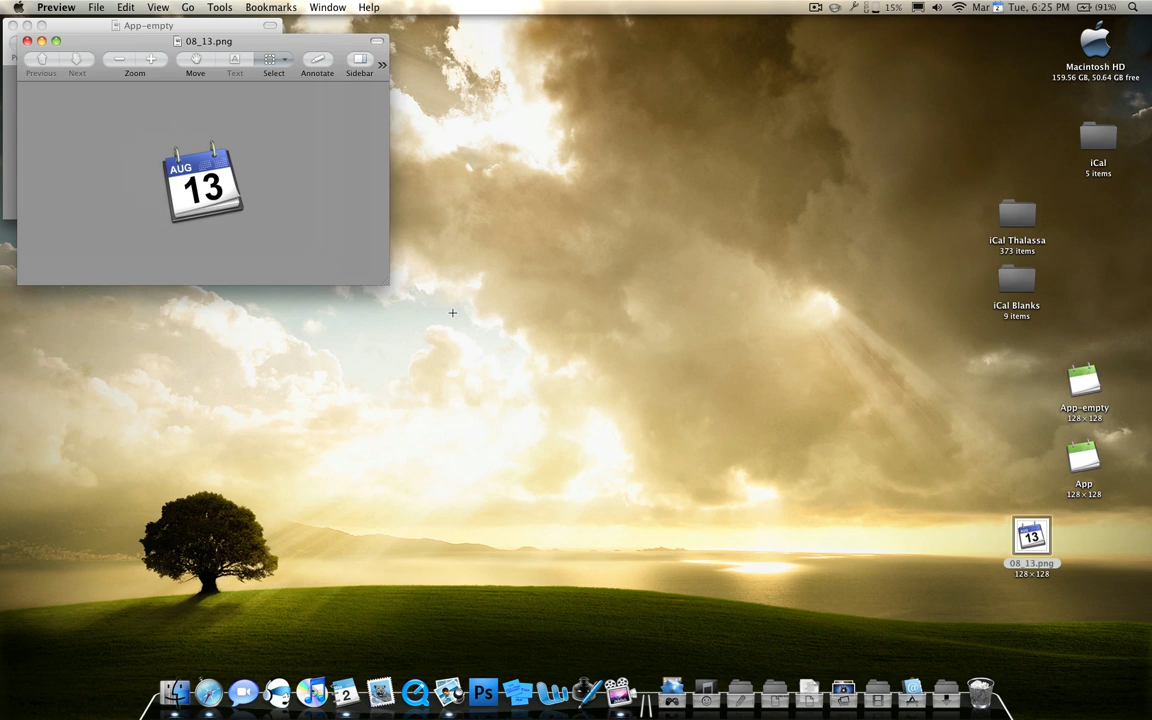 Preview File Edit View Go Tools Bookmarks Window Help
15% Mar Tue, 6:25 PM (91%)
App-empty
08_13.png
Previous Next Zoom Move Text Select Annotate Sidebar
AUG
13
Macintosh HD
159.56 GB, 50.64 GB free
iCal
5 items
iCal Thalassa
373 items
iCal Blanks
9 items
App-empty
128×128
App
128×128
13
08_13.png
128×128
2
Ps